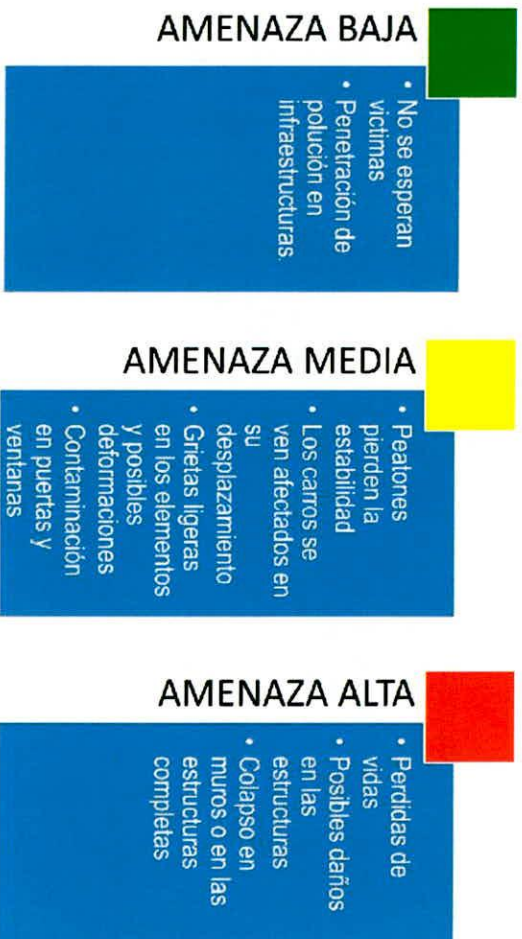 AMENAZA BAJA
• No se esperan
victimas
• Penetración de
polución en
infraestructuras.
AMENAZA MEDIA
• Peatones
pierden la
estabilidad
• Los carros se
ven afectados en
su
desplazamiento
• Grietas ligeras
en los elementos
y posibles
deformaciones
• Contaminación
en puertas y
ventanas
AMENAZA ALTA
• Perdidas de
vidas
• Posibles daños
en las
estructuras
• Colapso en
muros o en las
estructuras
completas